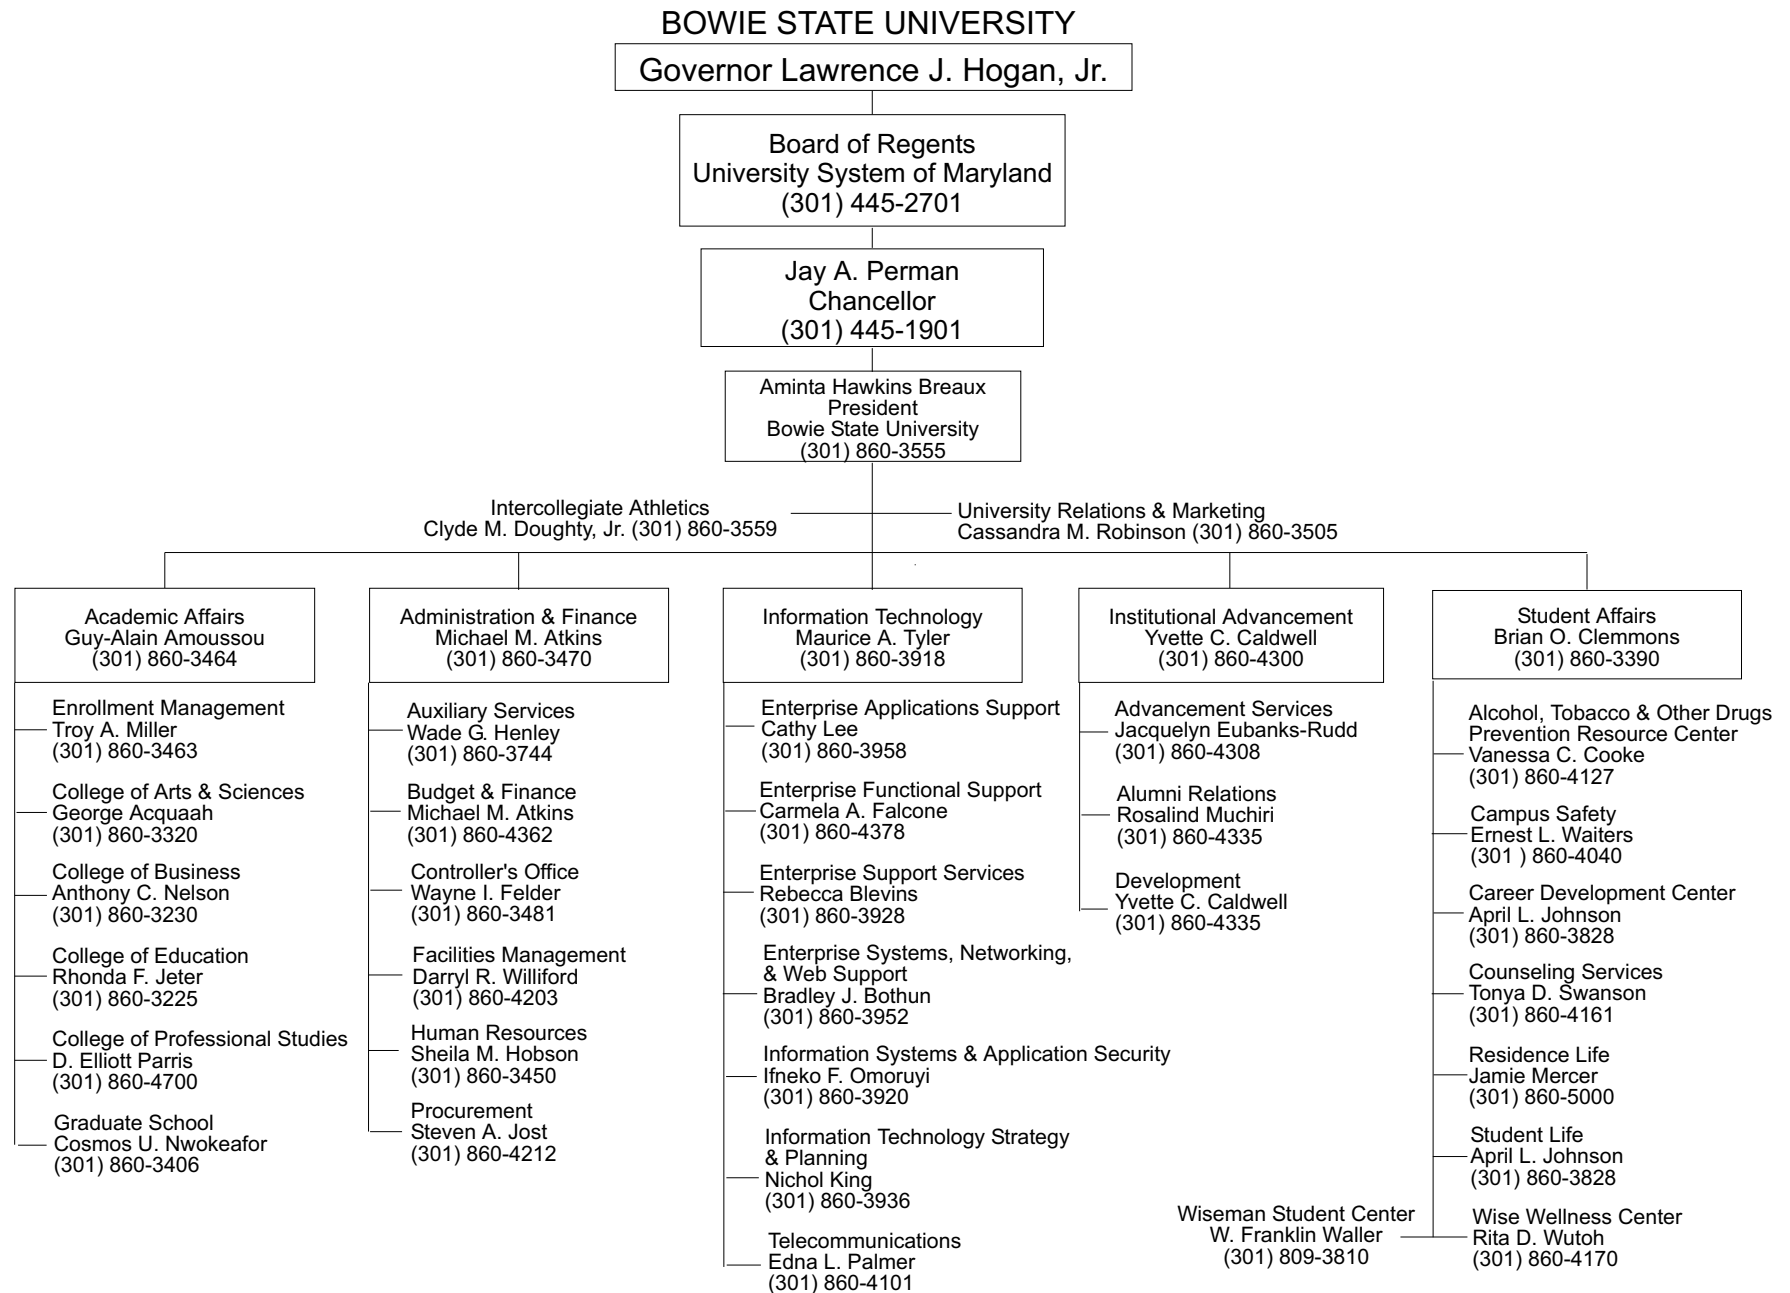 BOWIE STATE UNIVERSITY
Governor Lawrence J. Hogan, Jr.
Board of Regents
University System of Maryland
(301) 445-2701
Jay A. Perman
Chancellor
(301) 445-1901
Aminta Hawkins Breaux
President
Bowie State University
(301) 860-3555
Intercollegiate Athletics
Clyde M. Doughty, Jr. (301) 860-3559
University Relations & Marketing
Cassandra M. Robinson (301) 860-3505
Academic Affairs
Guy-Alain Amoussou
(301) 860-3464
Enrollment Management
Troy A. Miller
(301) 860-3463
College of Arts & Sciences
George Acquaah
(301) 860-3320
College of Business
Anthony C. Nelson
(301) 860-3230
College of Education
Rhonda F. Jeter
(301) 860-3225
College of Professional Studies
D. Elliott Parris
(301) 860-4700
Graduate School
Cosmos U. Nwokeafor
(301) 860-3406
Administration & Finance
Michael M. Atkins
(301) 860-3470
Auxiliary Services
Wade G. Henley
(301) 860-3744
Budget & Finance
Michael M. Atkins
(301) 860-4362
Controller's Office
Wayne I. Felder
(301) 860-3481
Facilities Management
Darryl R. Williford
(301) 860-4203
Human Resources
Sheila M. Hobson
(301) 860-3450
Procurement
Steven A. Jost
(301) 860-4212
Information Technology
Maurice A. Tyler
(301) 860-3918
Enterprise Applications Support
Cathy Lee
(301) 860-3958
Enterprise Functional Support
Carmela A. Falcone
(301) 860-4378
Enterprise Support Services
Rebecca Blevins
(301) 860-3928
Enterprise Systems, Networking,
& Web Support
Bradley J. Bothun
(301) 860-3952
Information Systems & Application Security
Ifneko F. Omoruyi
(301) 860-3920
Information Technology Strategy
& Planning
Nichol King
(301) 860-3936
Telecommunications
Edna L. Palmer
(301) 860-4101
Institutional Advancement
Yvette C. Caldwell
(301) 860-4300
Advancement Services
Jacquelyn Eubanks-Rudd
(301) 860-4308
Alumni Relations
Rosalind Muchiri
(301) 860-4335
Development
Yvette C. Caldwell
(301) 860-4335
Student Affairs
Brian O. Clemmons
(301) 860-3390
Alcohol, Tobacco & Other Drugs
Prevention Resource Center
Vanessa C. Cooke
(301) 860-4127
Campus Safety
Ernest L. Waiters
(301 ) 860-4040
Career Development Center
April L. Johnson
(301) 860-3828
Counseling Services
Tonya D. Swanson
(301) 860-4161
Residence Life
Jamie Mercer
(301) 860-5000
Student Life
April L. Johnson
(301) 860-3828
Wiseman Student Center
W. Franklin Waller
(301) 809-3810
Wise Wellness Center
Rita D. Wutoh
(301) 860-4170